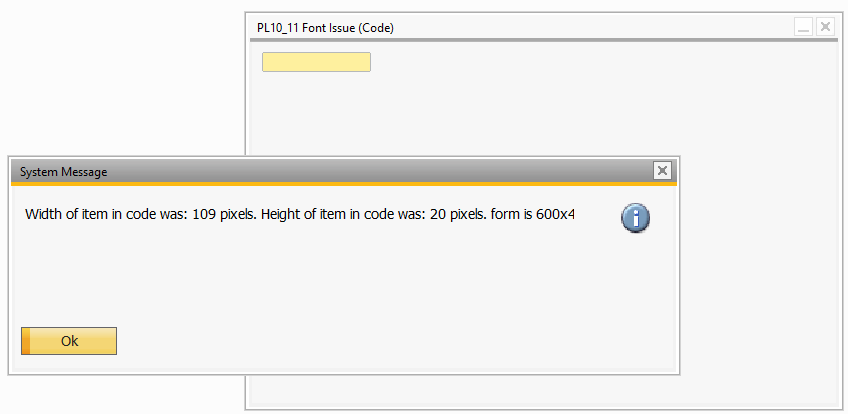 PL10_11 Font Issue (Code)
System Message
Width of item in code was: 109 pixels. Height of item in code was: 20 pixels. form is 600x4
Ok